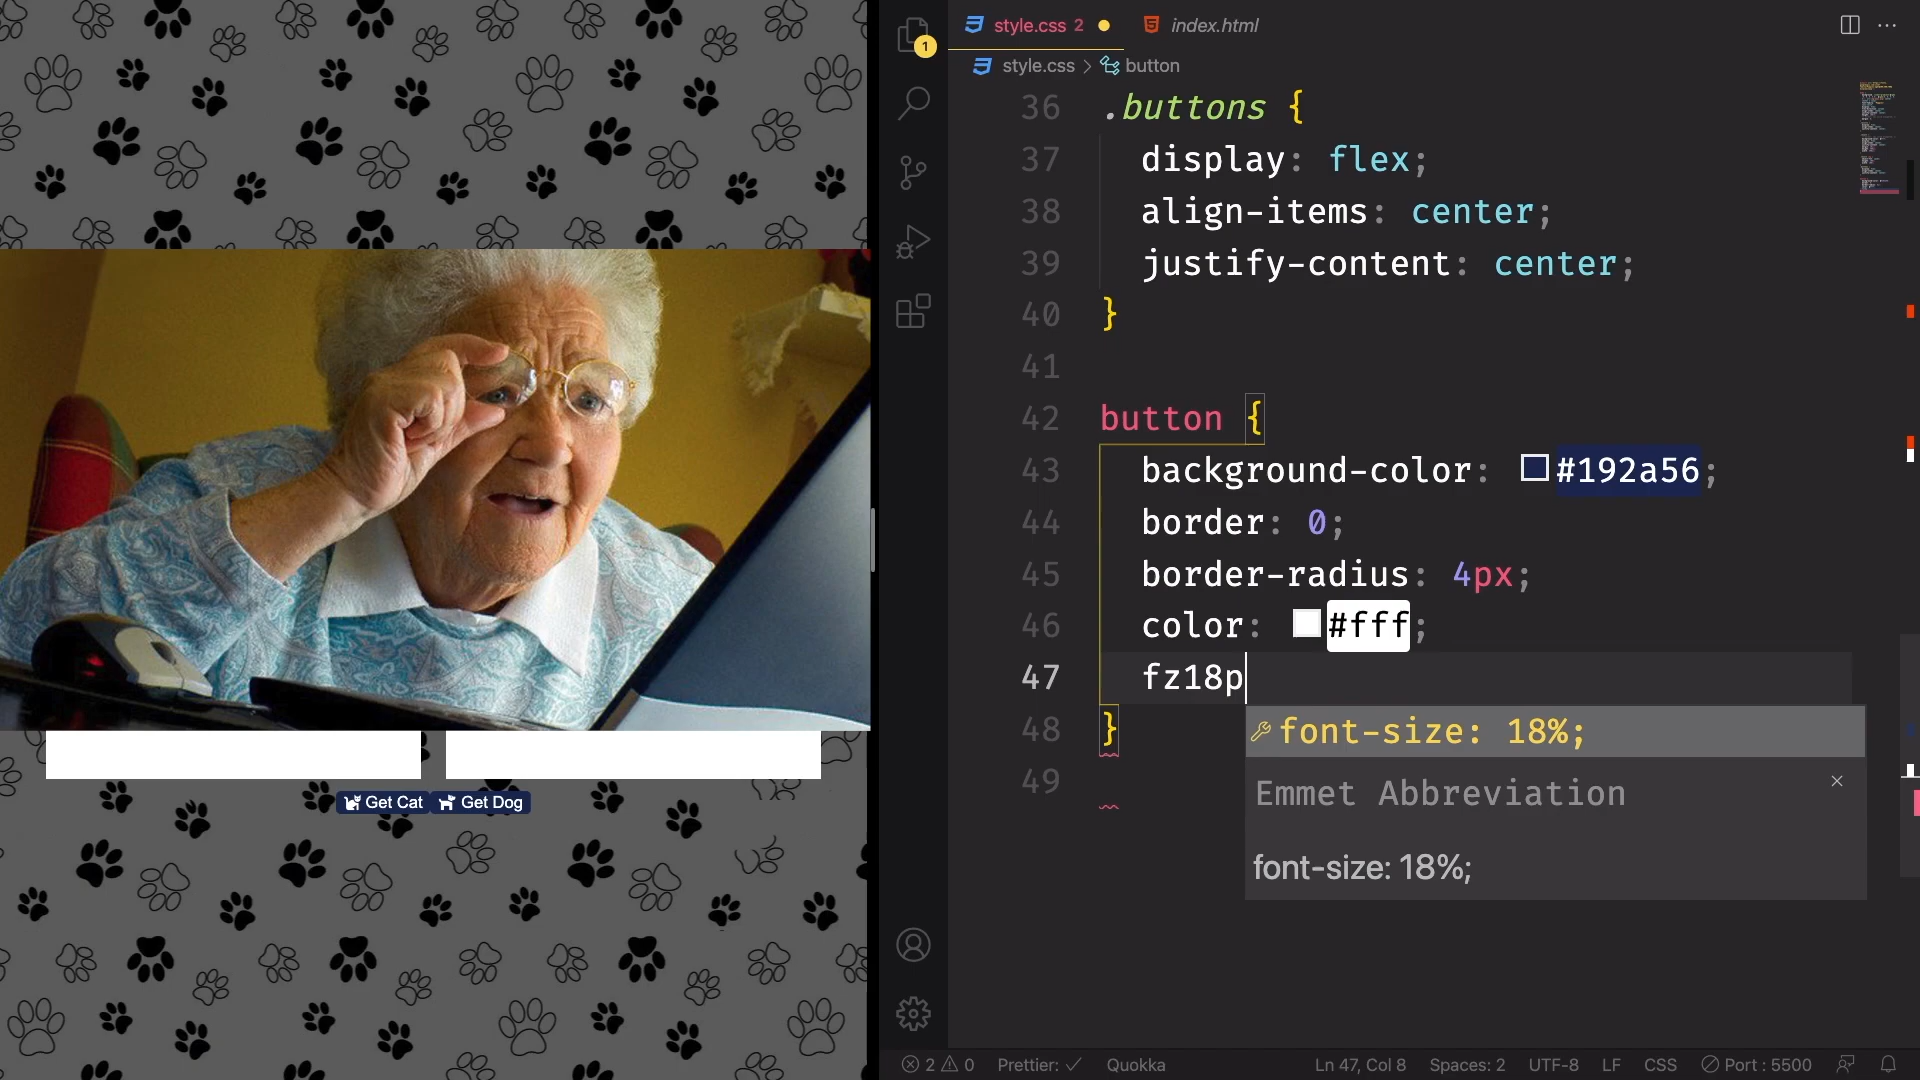 Get Cat
Get Dog
1
style.css 2
index.html
style.css > button
36 .buttons {
37 display: flex;
38 align-items: center;
39 justify-content: center;
40 }
41
42 button {
43 background-color: #192a56;
44 border: 0;
45 border-radius: 4px;
46 color: #fff;
47 fz18p
48 }
49
font-size: 18%;
Emmet Abbreviation
font-size: 18%;
2 0 Prettier: ✓ Quokka Ln 47, Col 8 Spaces: 2 UTF-8 LF CSS Port : 5500